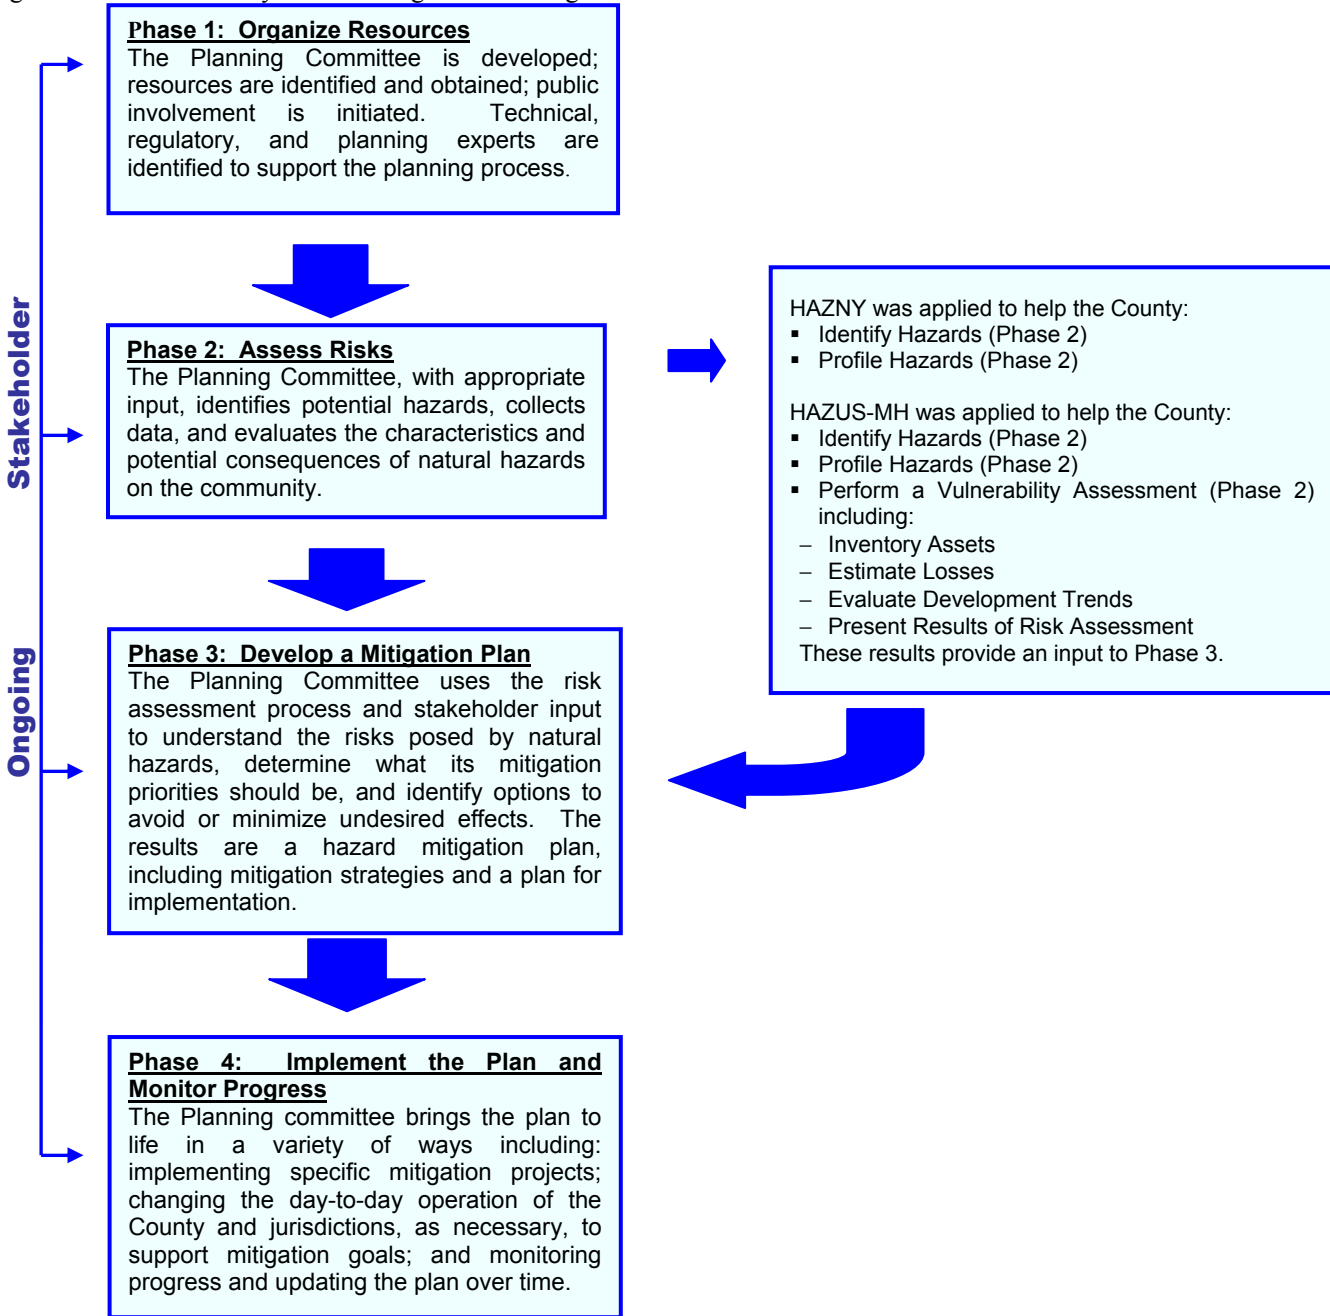 Phase 1: Organize Resources
The Planning Committee is developed;
resources are identified and obtained; public
involvement is initiated. Technical,
regulatory, and planning experts are
identified to support the planning process.
Phase 2: Assess Risks
The Planning Committee, with appropriate
input, identifies potential hazards, collects
data, and evaluates the characteristics and
potential consequences of natural hazards
on the community.
HAZNY was applied to help the County:
▪ Identify Hazards (Phase 2)
▪ Profile Hazards (Phase 2)
HAZUS-MH was applied to help the County:
▪ Identify Hazards (Phase 2)
▪ Profile Hazards (Phase 2)
▪ Perform a Vulnerability Assessment (Phase 2)
including:
– Inventory Assets
– Estimate Losses
– Evaluate Development Trends
– Present Results of Risk Assessment
These results provide an input to Phase 3.
Phase 3: Develop a Mitigation Plan
The Planning Committee uses the risk
assessment process and stakeholder input
to understand the risks posed by natural
hazards, determine what its mitigation
priorities should be, and identify options to
avoid or minimize undesired effects. The
results are a hazard mitigation plan,
including mitigation strategies and a plan for
implementation.
Phase 4: Implement the Plan and
Monitor Progress
The Planning committee brings the plan to
life in a variety of ways including:
implementing specific mitigation projects;
changing the day-to-day operation of the
County and jurisdictions, as necessary, to
support mitigation goals; and monitoring
progress and updating the plan over time.
Ongoing Stakeholder